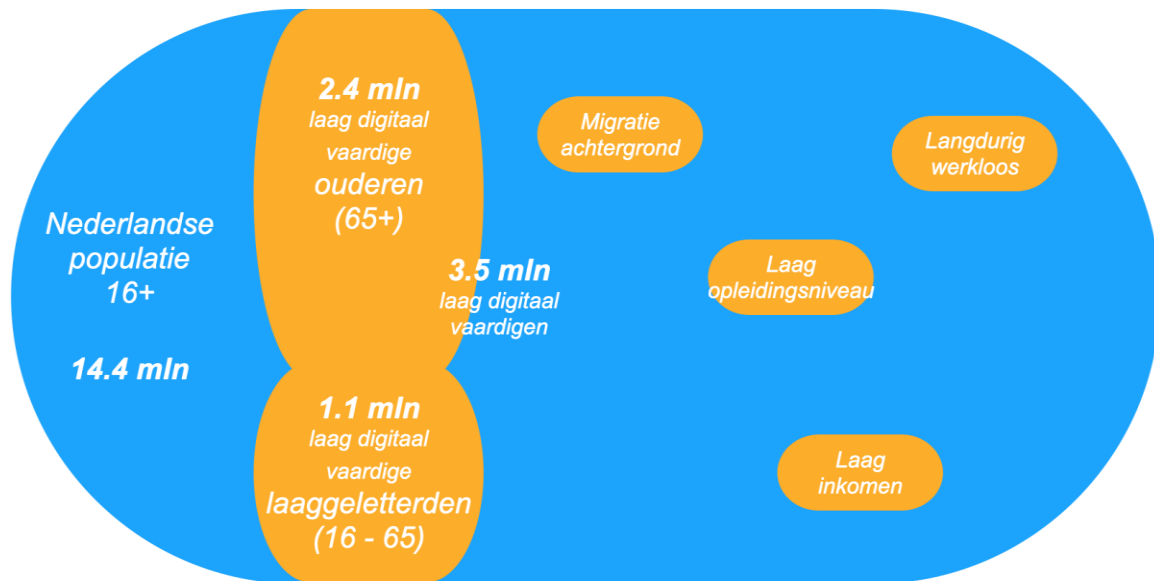 Nederlandse
populatie
16+
14.4 mln
2.4 mln
laag digitaal
vaardige
ouderen
(65+)
3.5 mln
laag digitaal
vaardigen
1.1 mln
laag digitaal
vaardige
laaggeletterden
(16 - 65)
Migratie
achtergrond
Langdurig
werkloos
Laag
opleidingsniveau
Laag
inkomen